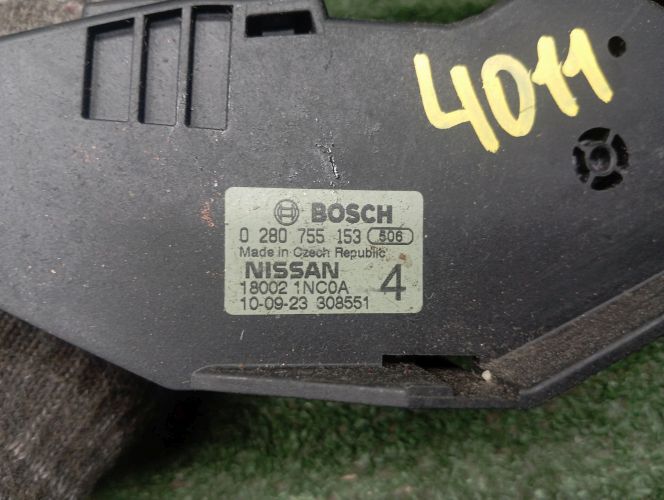 4011
BOSCH
0 280 755 153 506
Made in Czech Republic
NISSAN
18002 1NC0A 4
10-09-23 308551